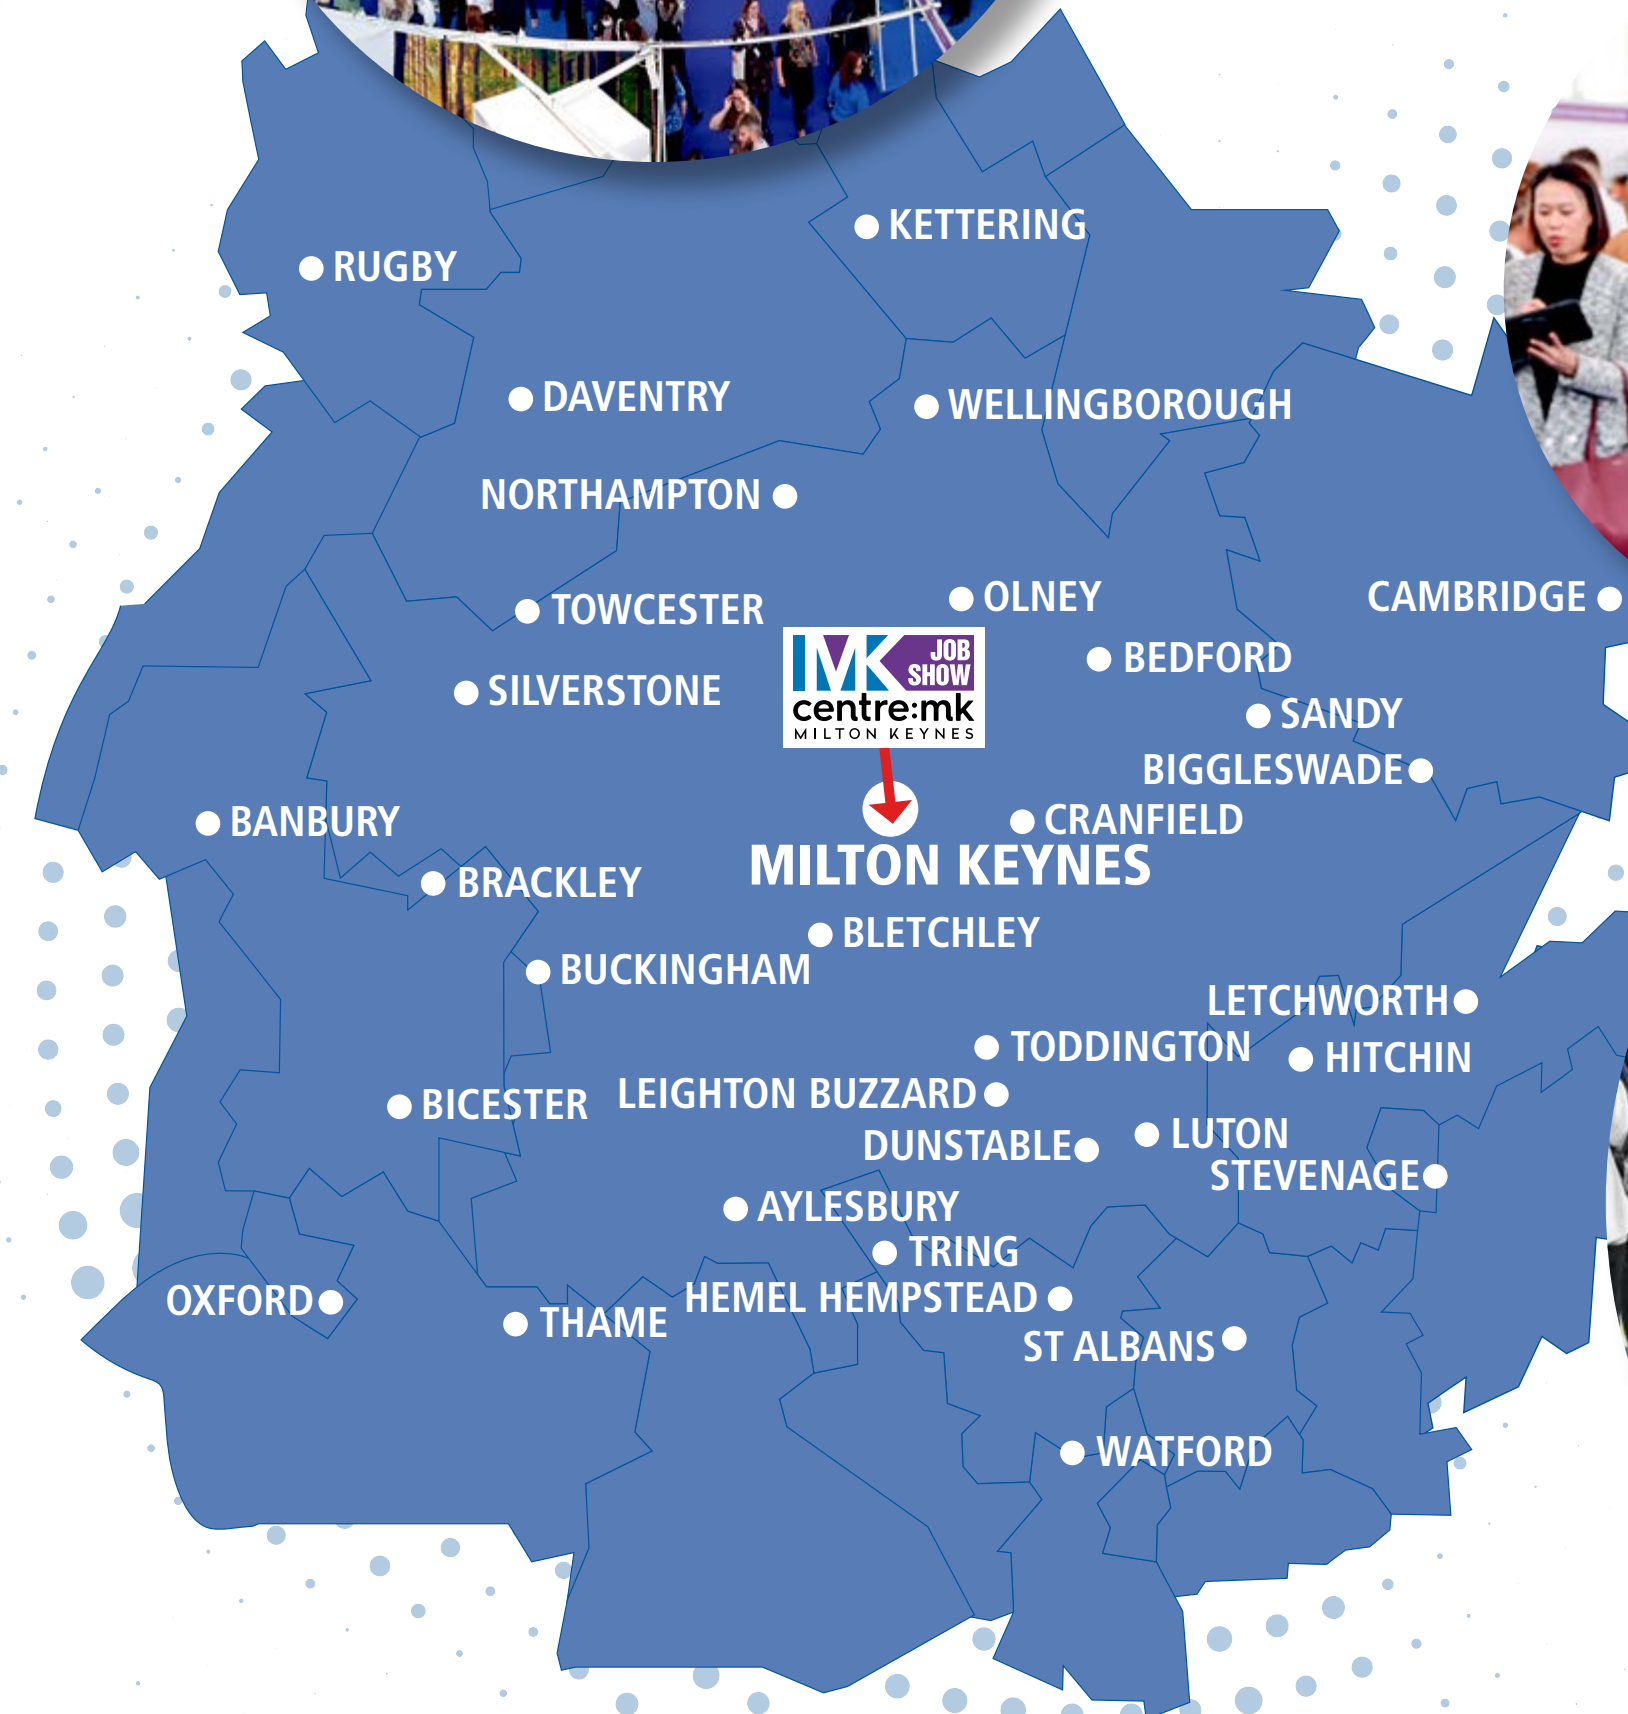 KETTERING
RUGBY
DAVENTRY
WELLINGBOROUGH
NORTHAMPTON
OLNEY
CAMBRIDGE
TOWCESTER
MK JOB SHOW
centre:mk
MILTON KEYNES
BEDFORD
SILVERSTONE
SANDY
BIGGLESWADE
BANBURY
CRANFIELD
MILTON KEYNES
BRACKLEY
BLETCHLEY
BUCKINGHAM
LETCHWORTH
TODDINGTON
HITCHIN
LEIGHTON BUZZARD
BICESTER
LUTON
DUNSTABLE
STEVENAGE
AYLESBURY
TRING
HEMEL HEMPSTEAD
OXFORD
THAME
ST ALBANS
WATFORD